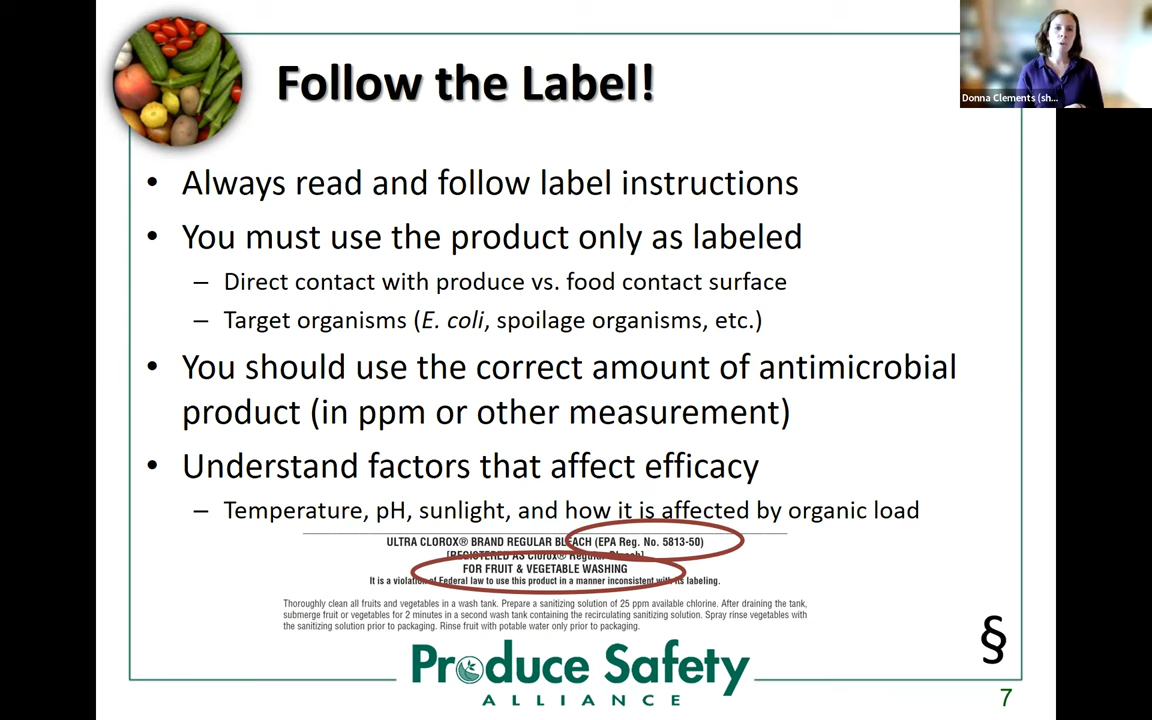 Follow the Label!
Donna Clements (sh...
• Always read and follow label instructions
• You must use the product only as labeled
– Direct contact with produce vs. food contact surface
– Target organisms (E. coli, spoilage organisms, etc.)
• You should use the correct amount of antimicrobial
product (in ppm or other measurement)
• Understand factors that affect efficacy
– Temperature, pH, sunlight, and how it is affected by organic load
ULTRA CLOROX® BRAND REGULAR BLEACH (EPA Reg. No. 5813-50)
[REGISTERED AS Clorox® Regular Bleach]
FOR FRUIT & VEGETABLE WASHING
It is a violation of Federal law to use this product in a manner inconsistent with its labeling.
Thoroughly clean all fruits and vegetables in a wash tank. Prepare a sanitizing solution of 25 ppm available chlorine. After draining the tank,
submerge fruit or vegetables for 2 minutes in a second wash tank containing the recirculating sanitizing solution. Spray rinse vegetables with
the sanitizing solution prior to packaging. Rinse fruit with potable water only prior to packaging.
§
Produce Safety
ALLIANCE
7